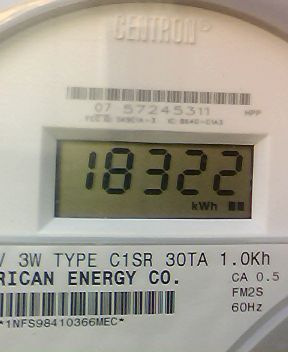 CENTRON
07 57245311 HPP
18322
kWh
V 3W TYPE C1SR 30TA 1.0Kh
RICAN ENERGY CO. CA 0.5
FM2S
60Hz
*1NFS98410366MEC*